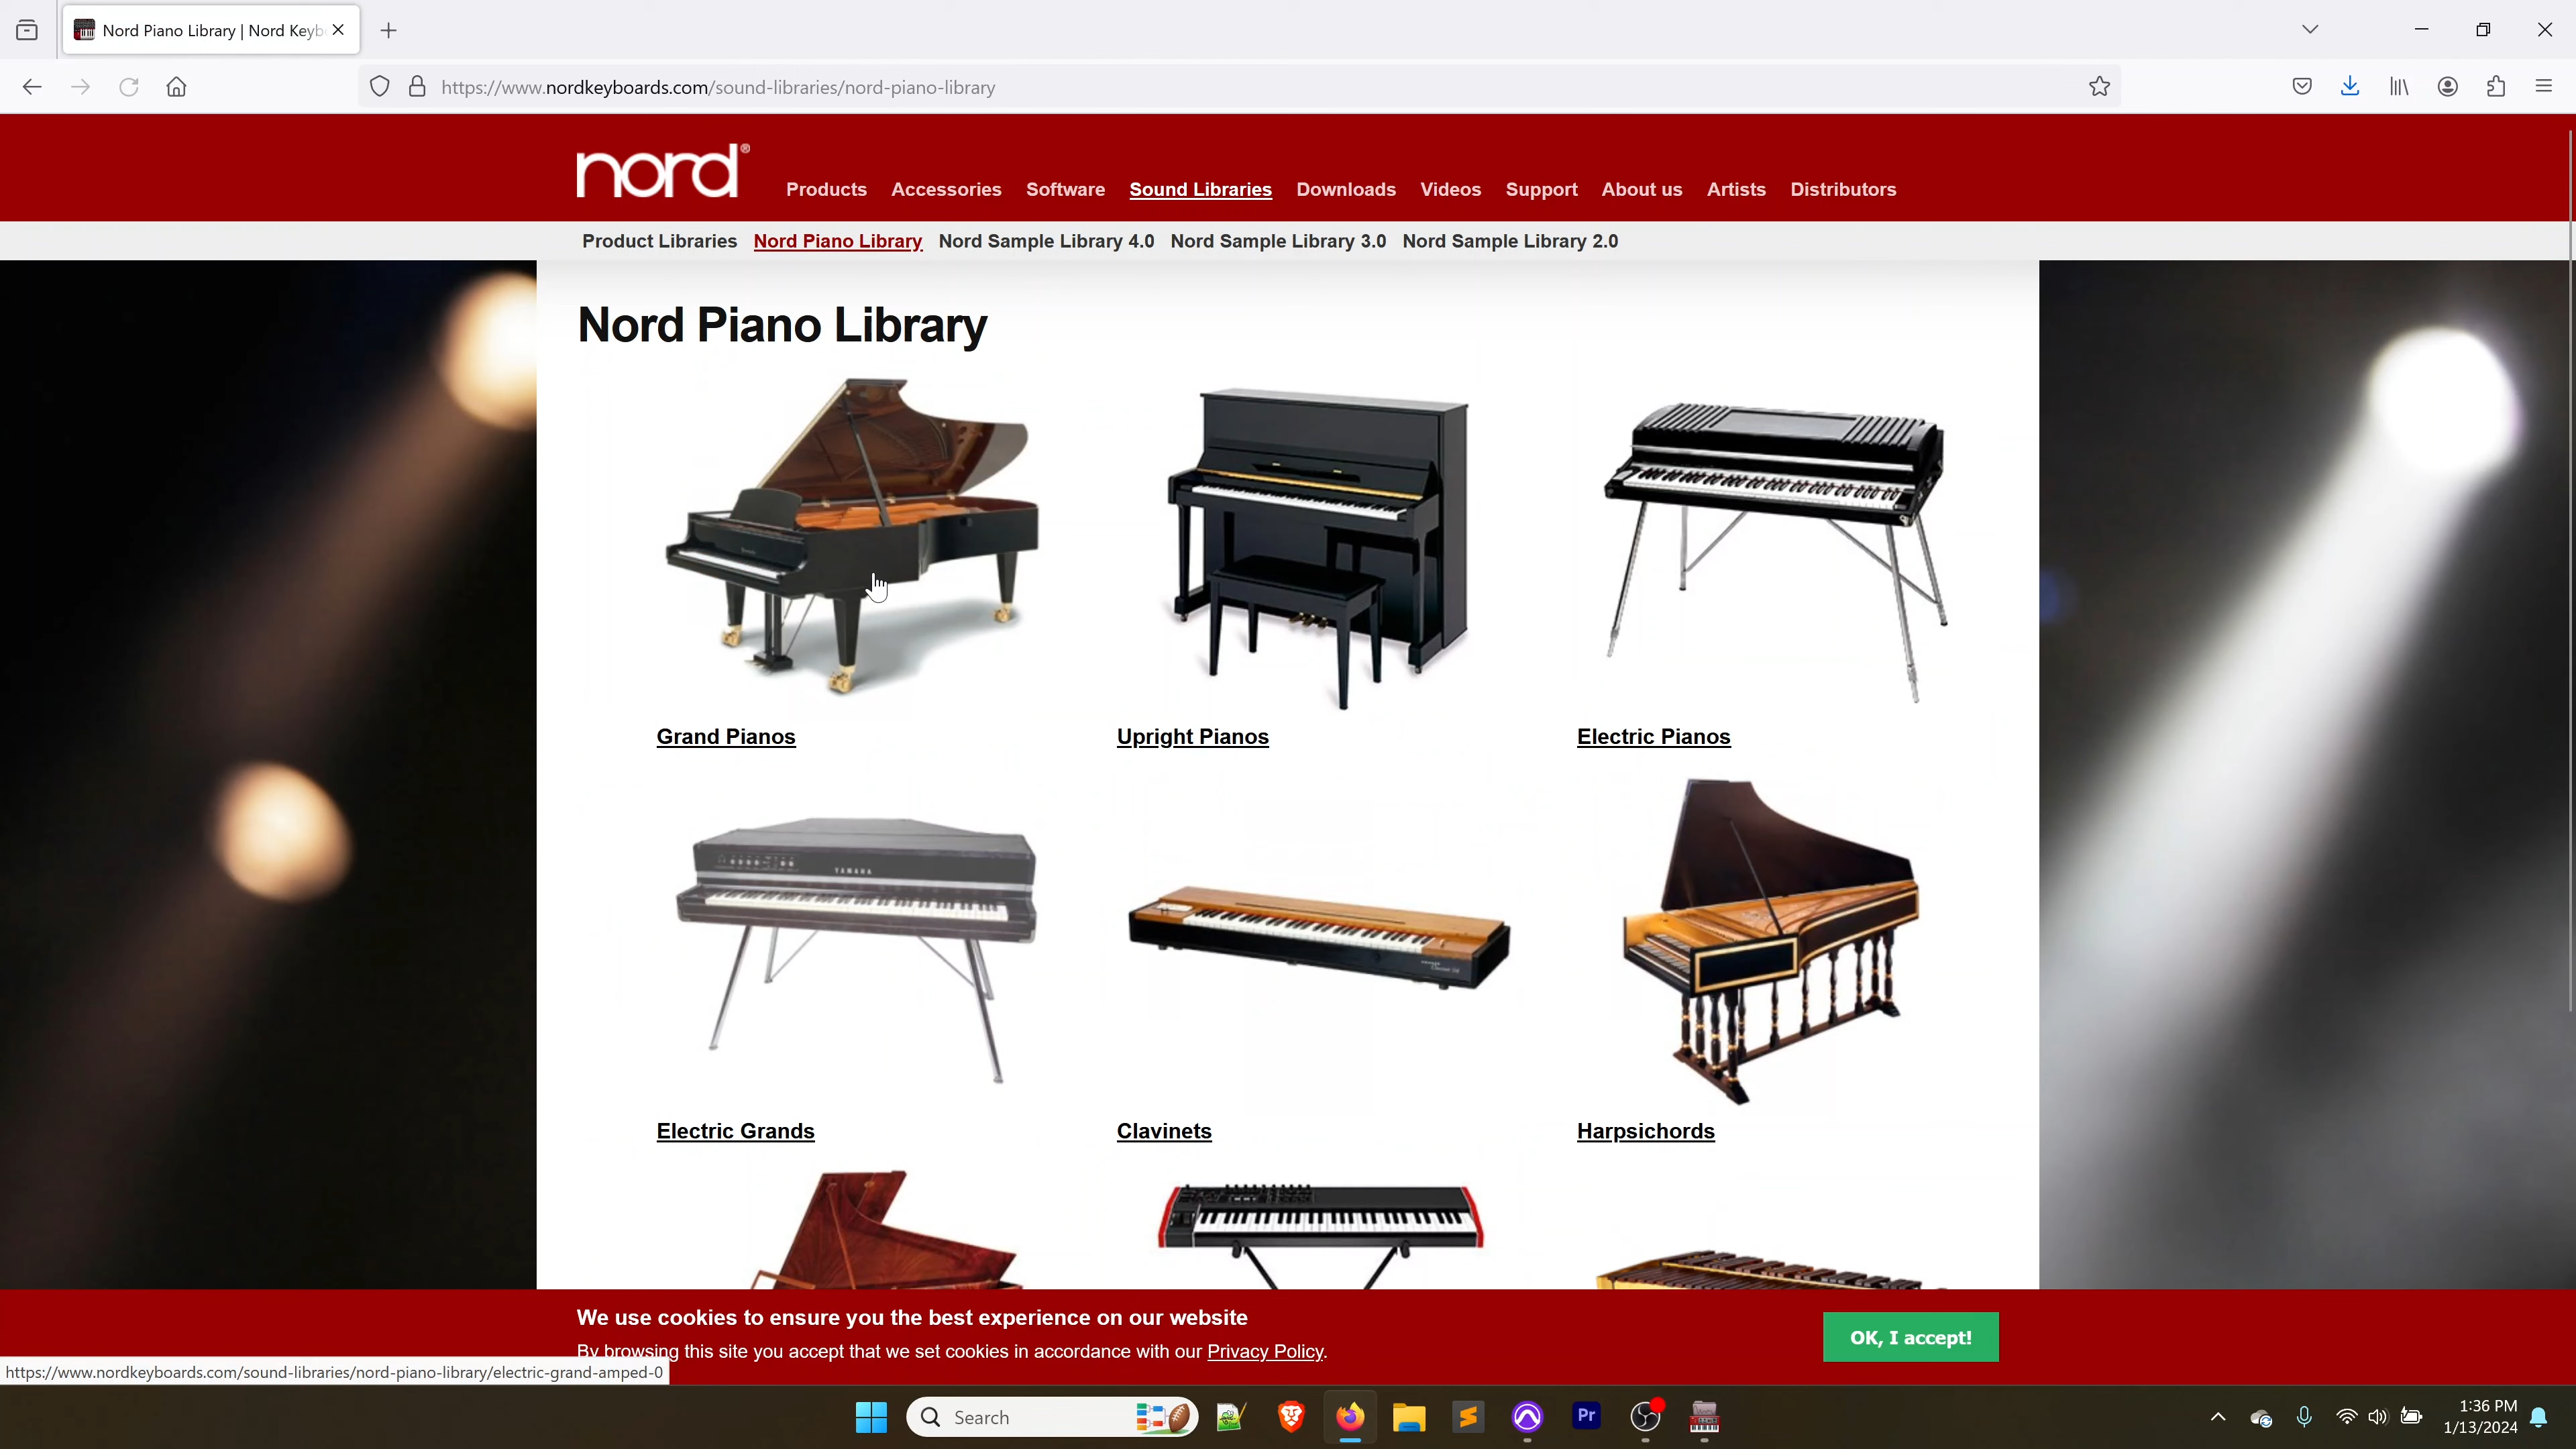 Nord Piano Library | Nord Keyb
https://www.nordkeyboards.com/sound-libraries/nord-piano-library
nord®
Products Accessories Software Sound Libraries Downloads Videos Support About us Artists Distributors
Product Libraries Nord Piano Library Nord Sample Library 4.0 Nord Sample Library 3.0 Nord Sample Library 2.0
Nord Piano Library
Grand Pianos Upright Pianos Electric Pianos
YAMAHA
Electric Grands Clavinets Harpsichords
We use cookies to ensure you the best experience on our website
By browsing this site you accept that we set cookies in accordance with our Privacy Policy.
OK, I accept!
https://www.nordkeyboards.com/sound-libraries/nord-piano-library/electric-grand-amped-0
Search
Pr
1:36 PM
1/13/2024